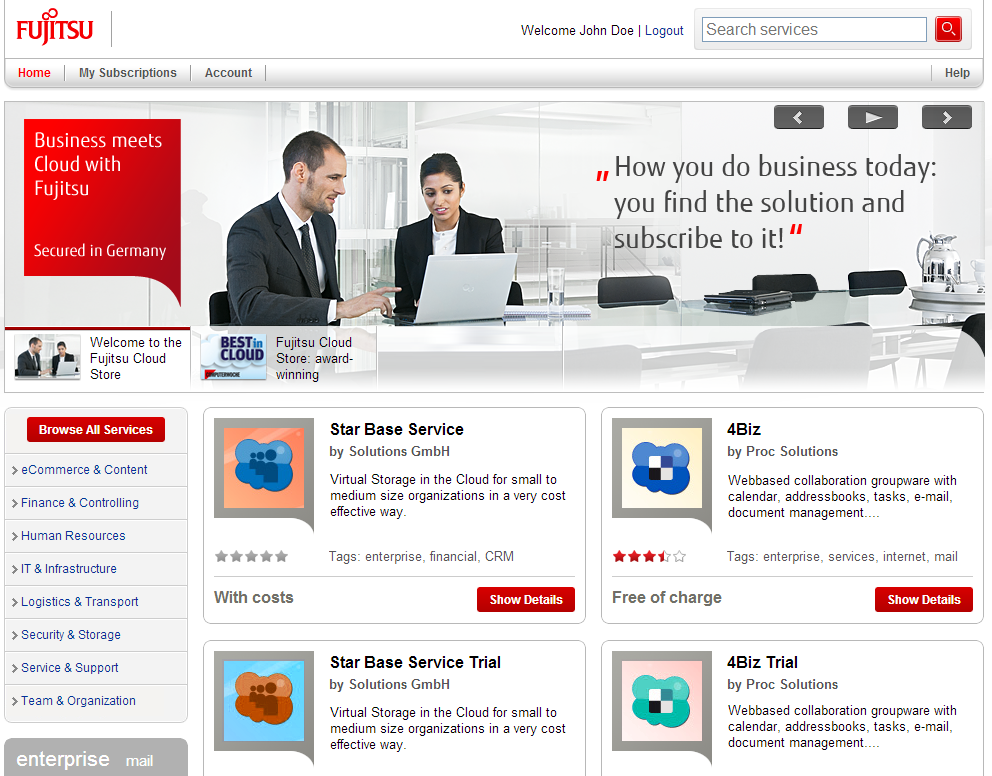 FUJITSU
Welcome John Doe | Logout
Search services
Home
My Subscriptions
Account
Help
Business meets
Cloud with
Fujitsu
Secured in Germany
„ How you do business today:
you find the solution and
subscribe to it! “
Welcome to the
Fujitsu Cloud
Store
BEST in
CLOUD
COMPUTERWOCHE
Fujitsu Cloud
Store: award-
winning
Browse All Services
eCommerce & Content
Finance & Controlling
Human Resources
IT & Infrastructure
Logistics & Transport
Security & Storage
Service & Support
Team & Organization
enterprise mail
Star Base Service
by Solutions GmbH
Virtual Storage in the Cloud for small to
medium size organizations in a very cost
effective way.
Tags: enterprise, financial, CRM
With costs
Show Details
4Biz
by Proc Solutions
Webbased collaboration groupware with
calendar, addressbooks, tasks, e-mail,
document management....
Tags: enterprise, services, internet, mail
Free of charge
Show Details
Star Base Service Trial
by Solutions GmbH
Virtual Storage in the Cloud for small to
medium size organizations in a very cost
effective way.
4Biz Trial
by Proc Solutions
Webbased collaboration groupware with
calendar, addressbooks, tasks, e-mail,
document management....